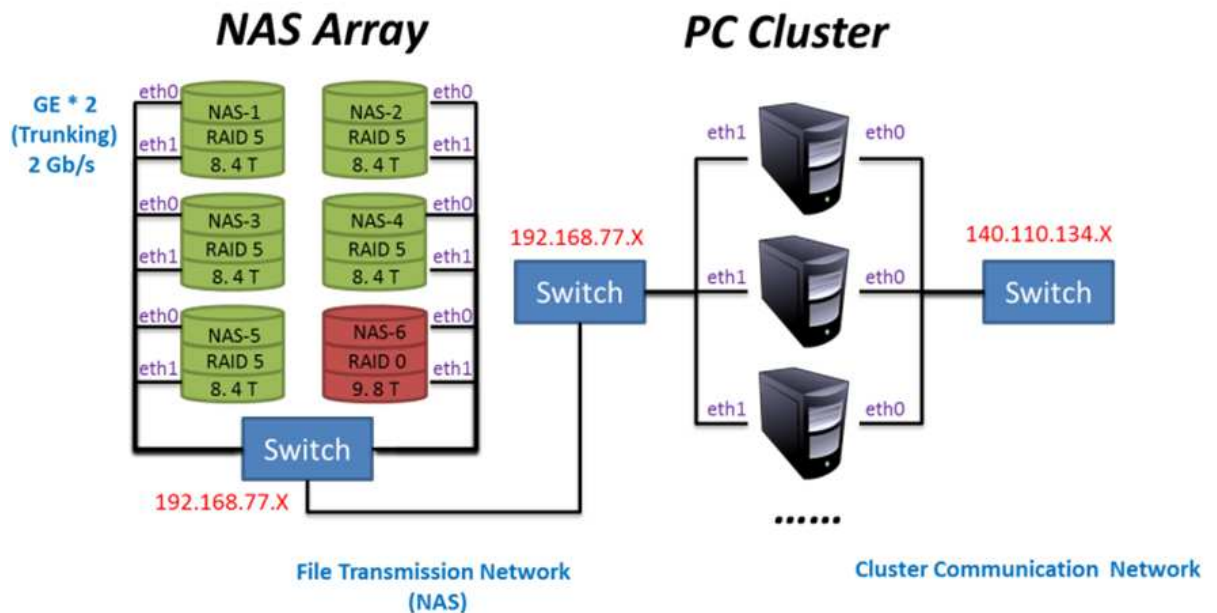 NAS Array
PC Cluster
GE * 2
(Trunking)
2 Gb/s
eth0
NAS-1
RAID 5
8. 4 T
eth1
NAS-2
RAID 5
8. 4 T
eth0
eth1
eth0
NAS-3
RAID 5
8. 4 T
eth1
NAS-4
RAID 5
8. 4 T
eth0
eth1
eth0
NAS-5
RAID 5
8. 4 T
eth1
NAS-6
RAID 0
9. 8 T
eth0
eth1
Switch
192.168.77.X
192.168.77.X
Switch
eth1
eth0
eth1
eth0
eth1
eth0
......
140.110.134.X
Switch
File Transmission Network
(NAS)
Cluster Communication Network